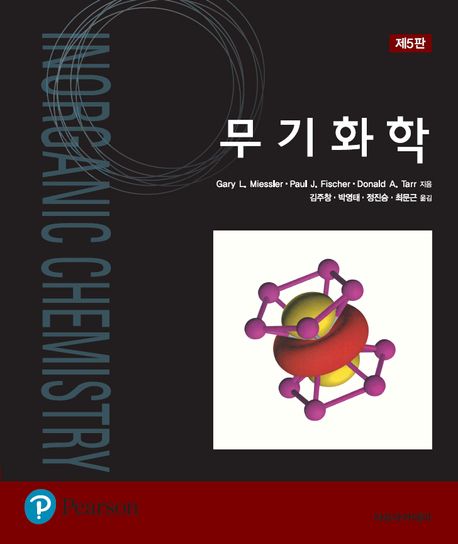 제5판
INORGANIC CHEMISTRY
무기화학
Gary L. Miessler · Paul J. Fischer · Donald A. Tarr 지음
김주창 · 박영태 · 정진승 · 최문근 옮김
Pearson